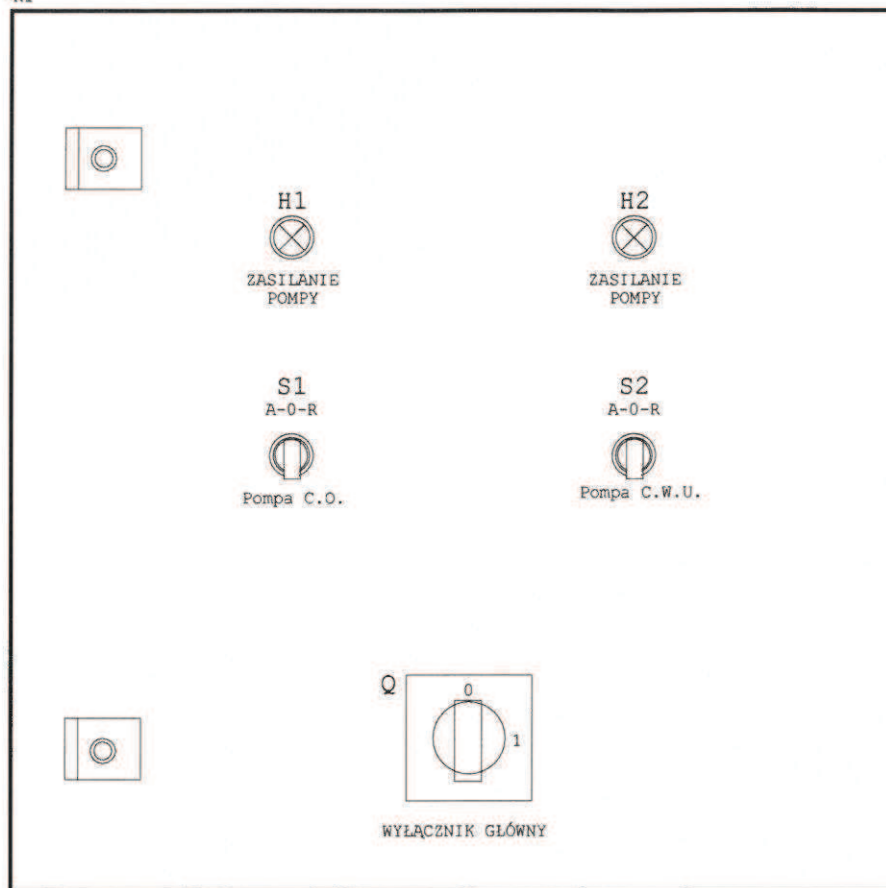 H1
H2
ZASILANIE
POMPY
ZASILANIE
POMPY
S1
A-0-R
S2
A-0-R
Pompa C.O.
Pompa C.W.U.
Q
0
1
WYŁĄCZNIK GŁÓWNY